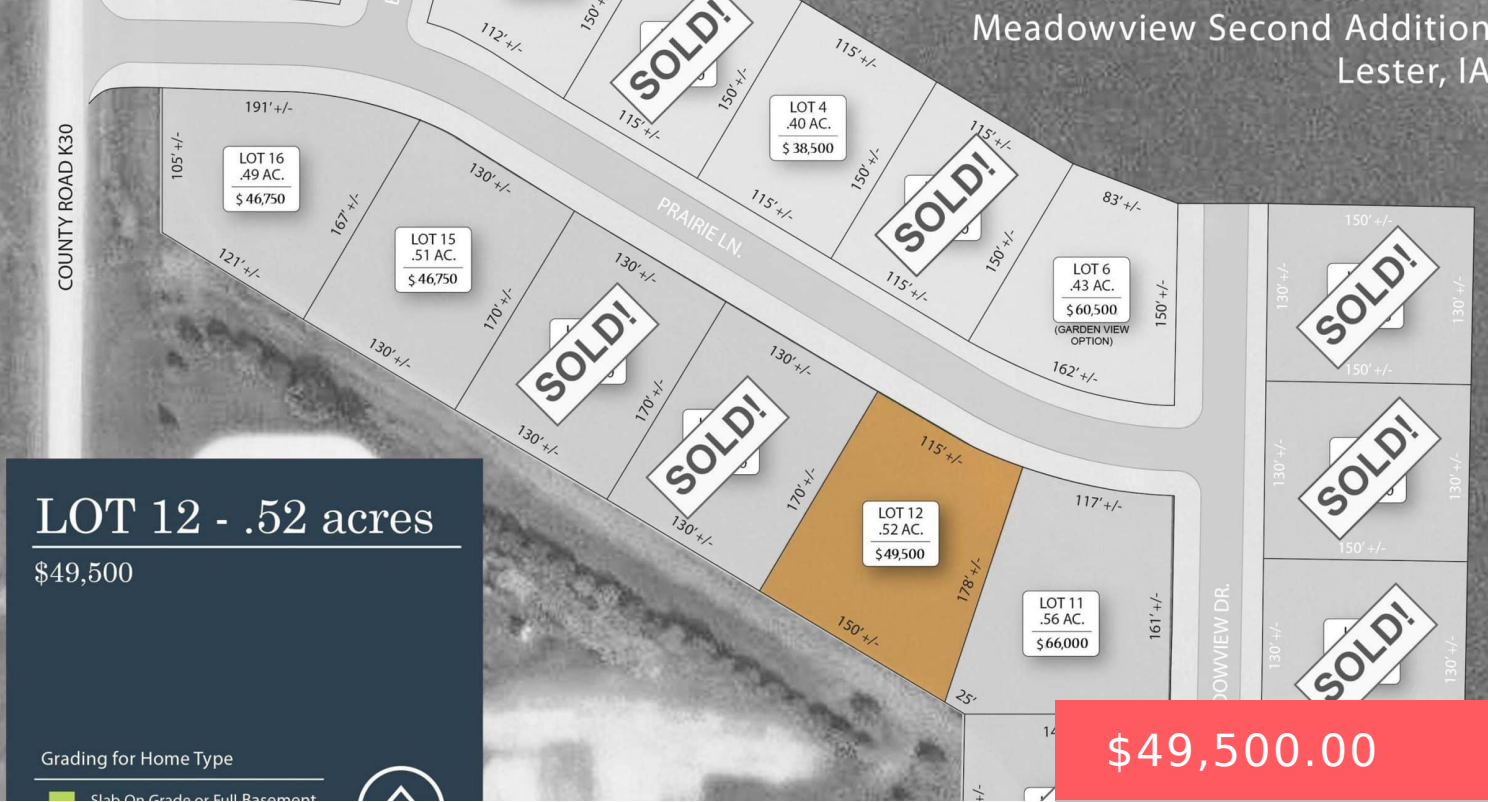 Meadowview Second Addition
Lester, IA
COUNTY ROAD K30
PRAIRIE LN.
112'+/-
150'+/-
SOLD!
115'+/-
150'+/-
115'+/-
LOT 4
.40 AC.
$ 38,500
150'+/-
115'+/-
115'+/-
SOLD!
115'+/-
150'+/-
83'+/-
LOT 6
.43 AC.
$ 60,500
(GARDEN VIEW
OPTION)
150'+/-
162'+/-
191'+/-
105'+/-
LOT 16
.49 AC.
$ 46,750
167'+/-
121'+/-
130'+/-
LOT 15
.51 AC.
$ 46,750
170'+/-
130'+/-
130'+/-
SOLD!
170'+/-
130'+/-
130'+/-
SOLD!
170'+/-
130'+/-
115'+/-
LOT 12
.52 AC.
$49,500
178'+/-
150'+/-
117'+/-
LOT 11
.56 AC.
$ 66,000
161'+/-
25'
150'+/-
130'+/-
SOLD!
130'+/-
150'+/-
130'+/-
SOLD!
130'+/-
150'+/-
130'+/-
SOLD!
130'+/-
DOWVIEW DR.
LOT 12 - .52 acres
$49,500
Grading for Home Type
Slab On Grade or Full Basement
$49,500.00